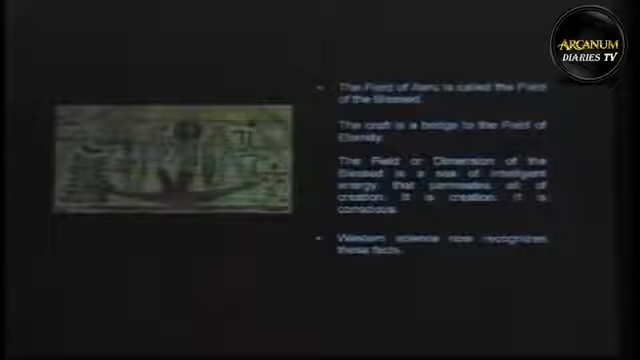 ARCANUM
DIARIES TV
• The Field of Aaru is called the Field
of the Blessed.
The craft is a bridge to the Field of
Eternity.
The Field or Dimension of the
Blessed is a sea of intelligent
energy that permeates all of
creation. It is creation. It is
conscious.
• Western science now recognizes
these facts.